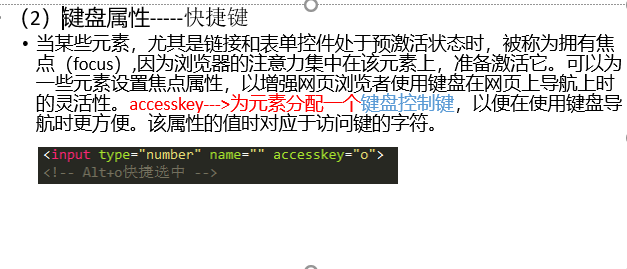 （2）键盘属性-----快捷键
• 当某些元素，尤其是链接和表单控件处于预激活状态时，被称为拥有焦
点（focus）,因为浏览器的注意力集中在该元素上，准备激活它。可以为
一些元素设置焦点属性，以增强网页浏览者使用键盘在网页上导航上时
的灵活性。accesskey--->为元素分配一个键盘控制键，以便在使用键盘导
航时更方便。该属性的值时对应于访问键的字符。
<input type="number" name="" accesskey="o">
<!-- Alt+o快捷选中 -->